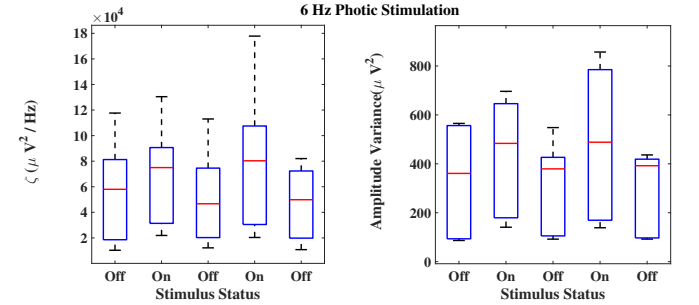 6 Hz Photic Stimulation
×10⁴
18
16
14
12
10
8
6
4
2
ζ (μ V² / Hz)
Off On Off On Off
Stimulus Status
800
600
400
200
0
Amplitude Variance(μ V²)
Off On Off On Off
Stimulus Status